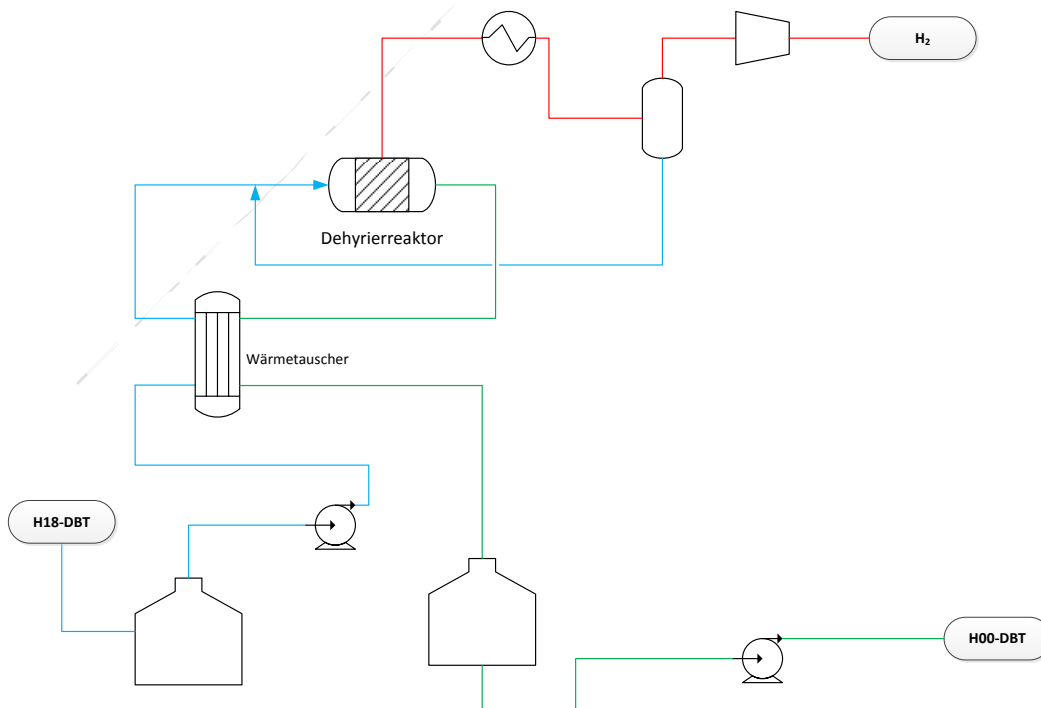 H₂
Dehyrierreaktor
Wärmetauscher
H18-DBT
H00-DBT